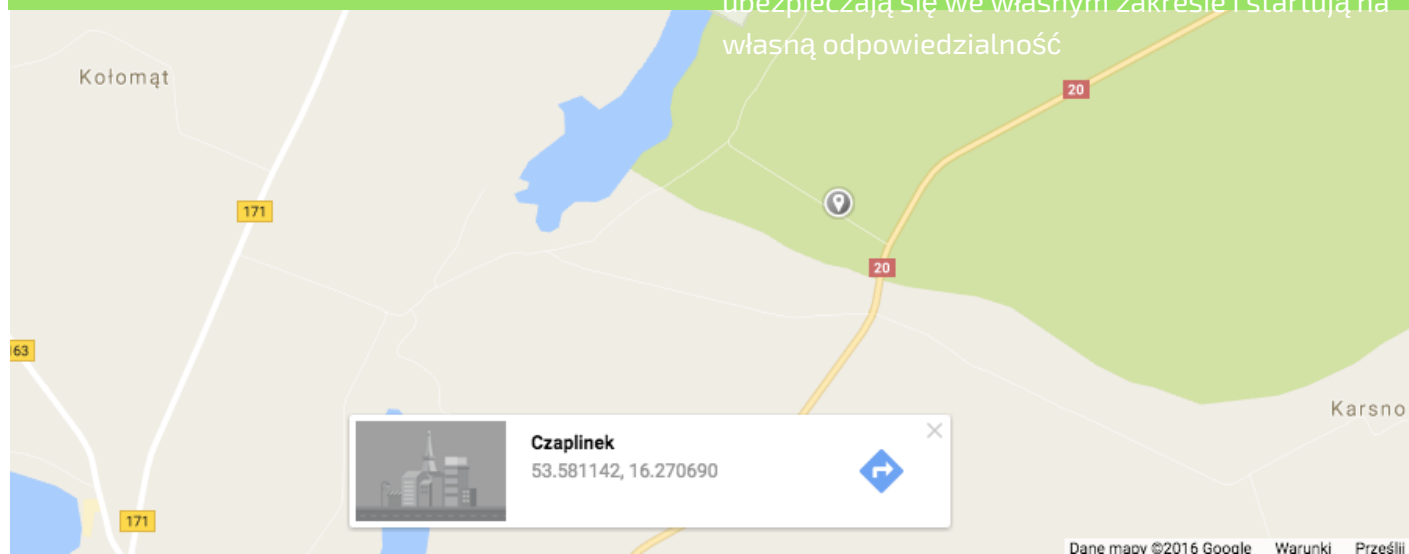 ubezpieczają się we własnym zakresie i startują na
własną odpowiedzialność
Kołomąt
20
171
20
63
Karsno
Czaplinek
53.581142, 16.270690
171
Dane mapy ©2016 Google Warunki Prześlij